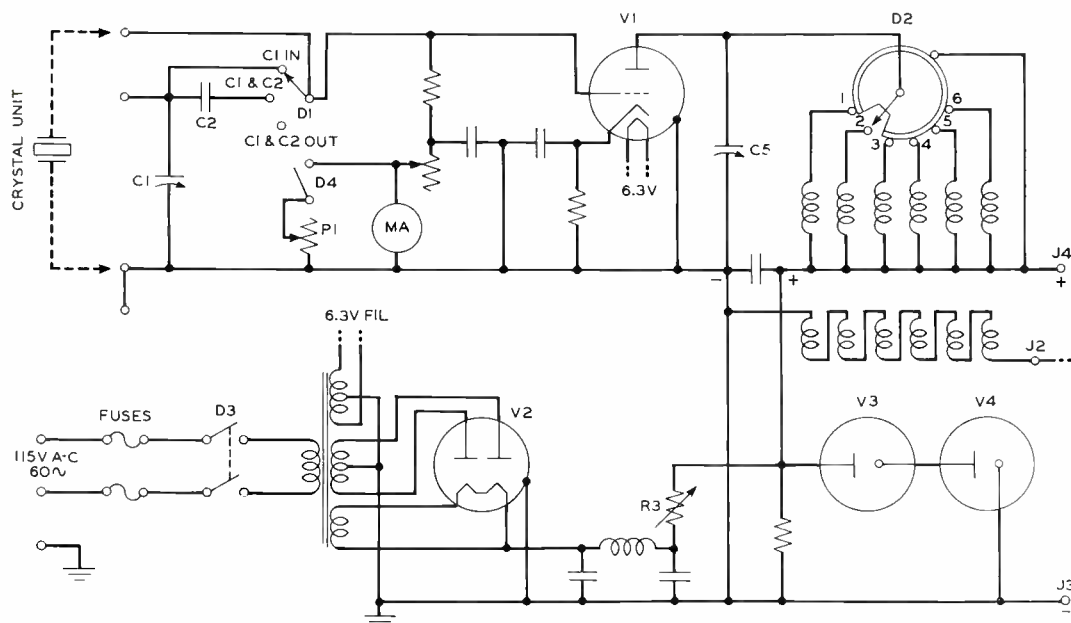 CRYSTAL UNIT
C1 IN
C1 & C2
C2
D1
C1 & C2 OUT
C1
D4
P1
MA
V1
6.3V
C5
D2
1
2
3
4
5
6
-
+
J4
+
6.3V FIL
J2
FUSES
D3
115V A-C
60~
V2
R3
V3
V4
J3
-